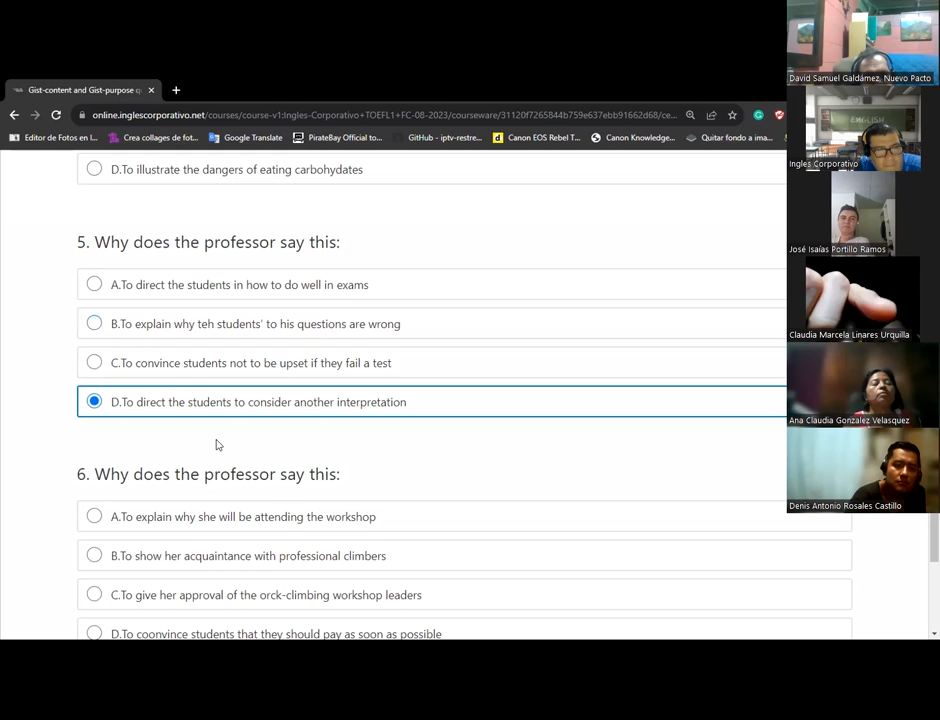 David Samuel Galdámez, Nuevo Pacto
Gist-content and Gist-purpose q
online.inglescorporativo.net/courses/course-v1:Ingles-Corporativo+TOEFL1+FC-08-2023/courseware/31120f7265844b759e637ebb91662d68/ce...
Editor de Fotos en l...
Crea collages de fot...
Google Translate
PirateBay Official to...
GitHub - iptv-restre...
Canon EOS Rebel T...
Canon Knowledge...
Quitar fondo a ima...
ENGLISH
Ingles Corporativo
D.To illustrate the dangers of eating carbohydates
5. Why does the professor say this:
José Isaías Portillo Ramos
A.To direct the students in how to do well in exams
B.To explain why teh students' to his questions are wrong
Claudia Marcela Linares Urquilla
C.To convince students not to be upset if they fail a test
D.To direct the students to consider another interpretation
Ana Claudia Gonzalez Velasquez
6. Why does the professor say this:
Denis Antonio Rosales Castillo
A.To explain why she will be attending the workshop
B.To show her acquaintance with professional climbers
C.To give her approval of the orck-climbing workshop leaders
D.To coonvince students that they should pay as soon as possible